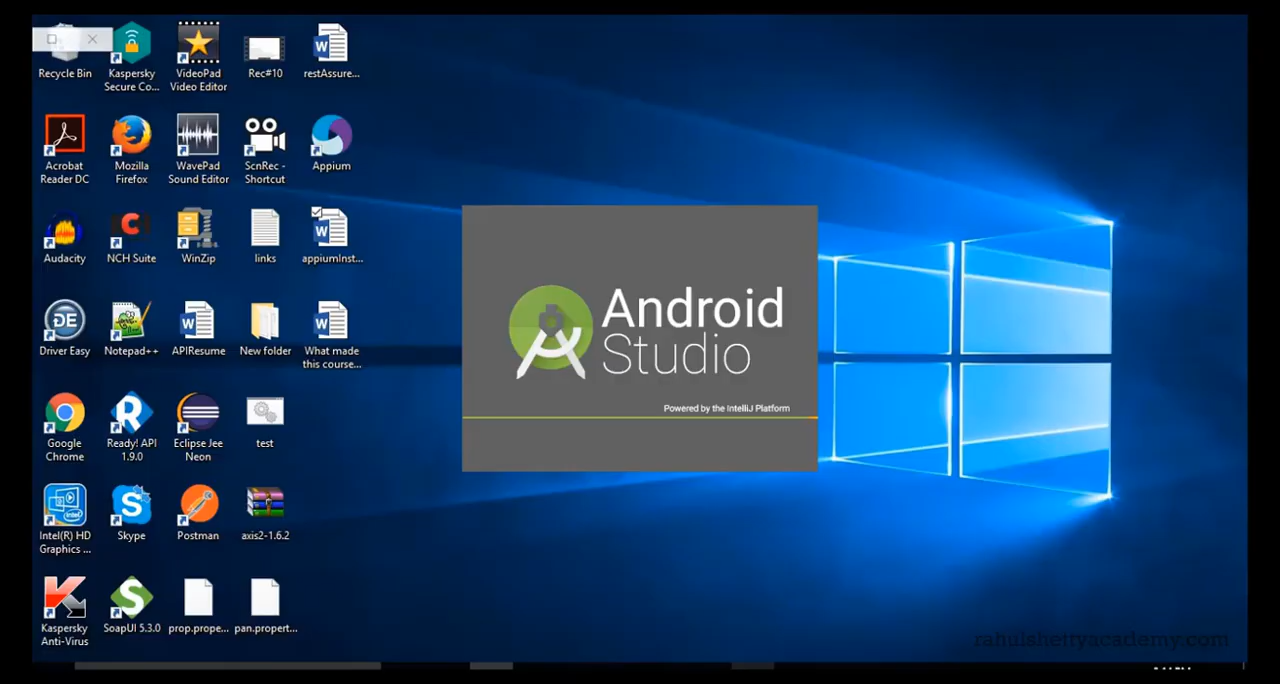 Recycle Bin
Kaspersky
Secure Co...
VideoPad
Video Editor
Rec#10
restAssure...
Acrobat
Reader DC
Mozilla
Firefox
WavePad
Sound Editor
ScnRec -
Shortcut
Appium
Audacity
NCH Suite
WinZip
links
appiumInst...
Driver Easy
Notepad++
APIResume
New folder
What made
this course...
Google
Chrome
Ready! API
1.9.0
Eclipse Jee
Neon
test
Intel(R) HD
Graphics ...
Skype
Postman
axis2-1.6.2
Kaspersky
Anti-Virus
SoapUI 5.3.0
prop.prope...
pan.propert...
Android
Studio
Powered by the IntelliJ Platform
rahulshettyacademy.com